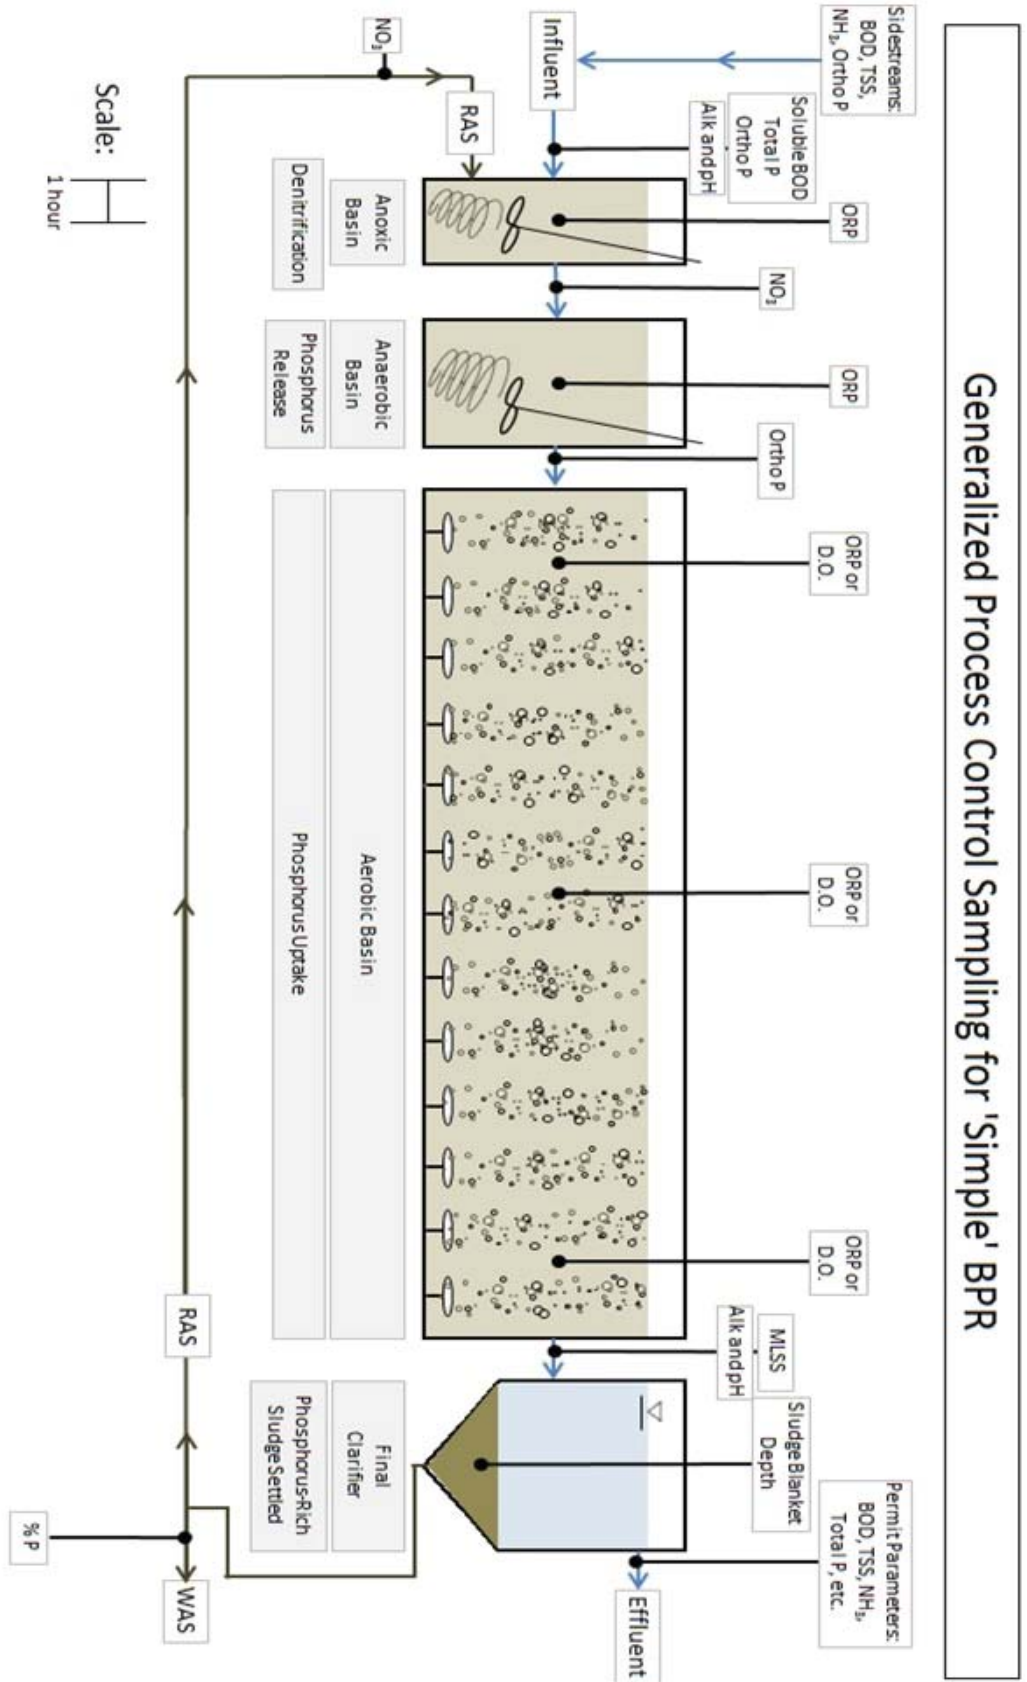 Generalized Process Control Sampling for 'Simple' BPR
Sidestreams:
BOD, TSS,
NH₃, Ortho P
Influent
Soluble BOD
Total P
Ortho P
Alk and pH
ORP
NO₃
ORP
Ortho P
ORP or
D.O.
ORP or
D.O.
ORP or
D.O.
MLSS
Alk and pH
Sludge Blanket
Depth
Permit Parameters:
BOD, TSS, NH₃,
Total P, etc.
Effluent
NO₃
RAS
Anoxic
Basin
Denitrification
Anaerobic
Basin
Phosphorus
Release
Aerobic Basin
Phosphorus Uptake
Final
Clarifier
Phosphorus-Rich
Sludge Settled
RAS
WAS
% P
Scale:
1 hour